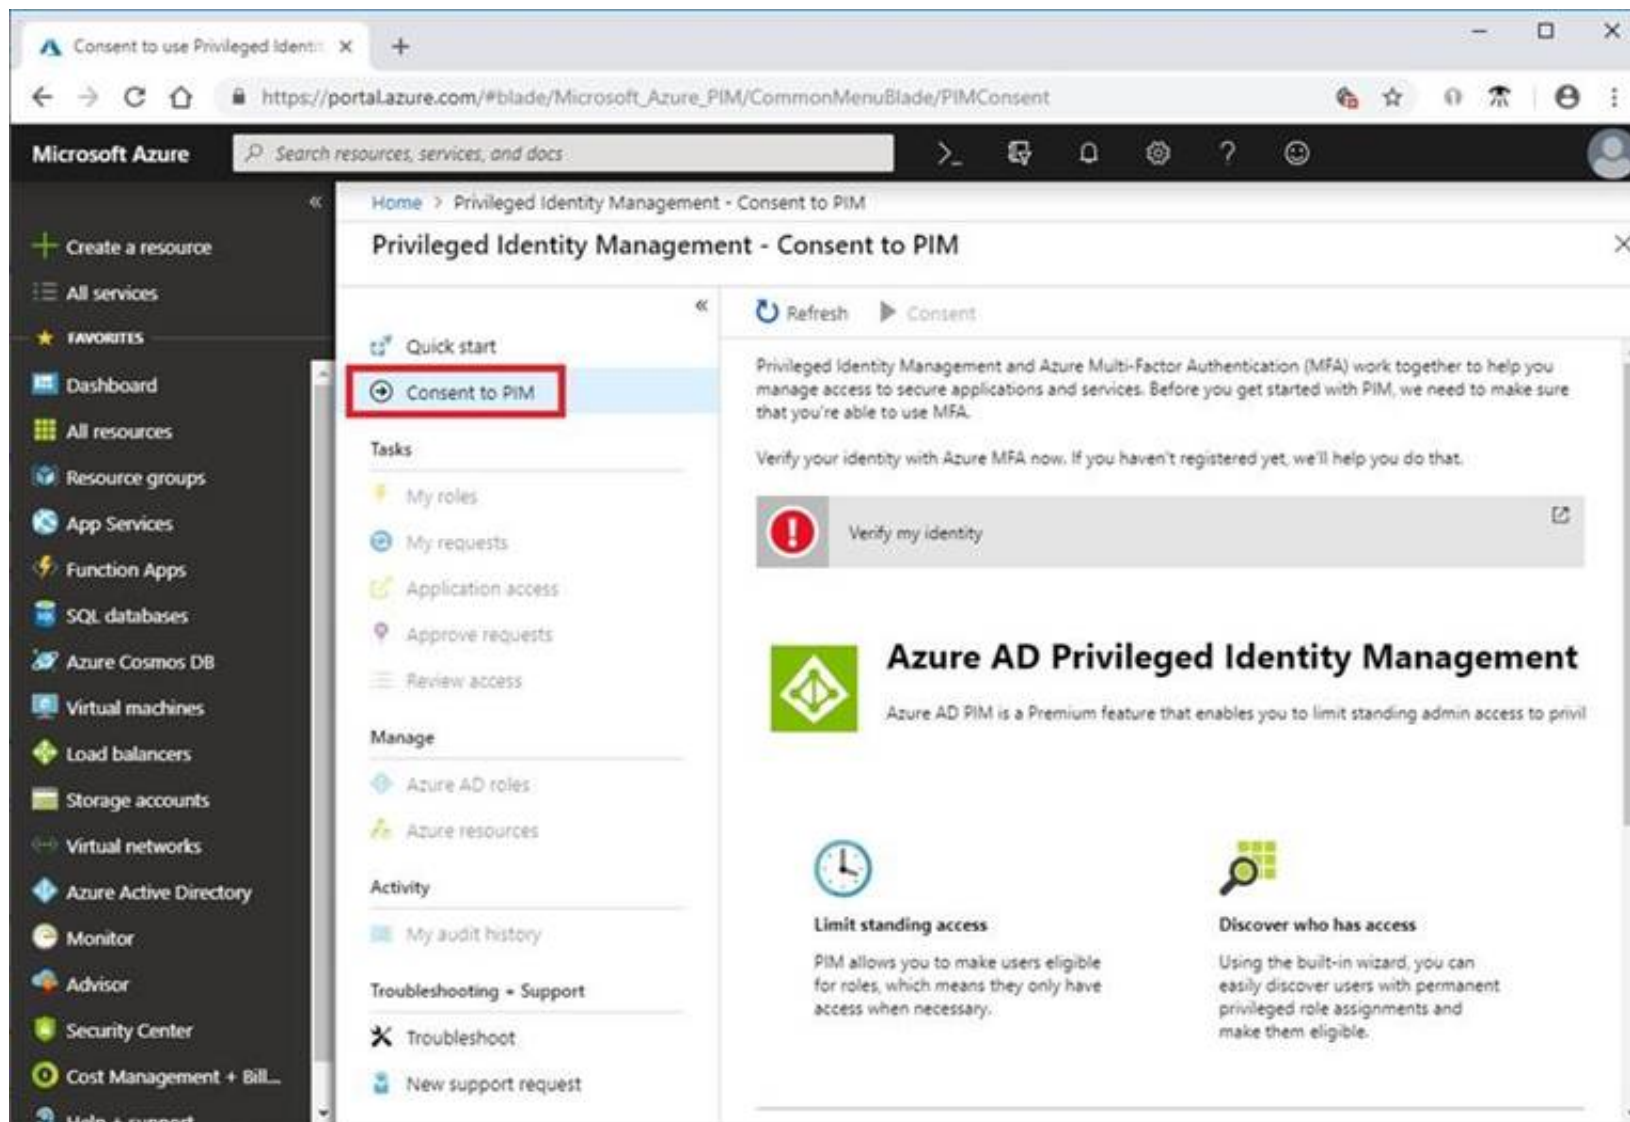 Consent to use Privileged Identi
https://portal.azure.com/#blade/Microsoft_Azure_PIM/CommonMenuBlade/PIMConsent
Microsoft Azure
Search resources, services, and docs
Create a resource
All services
FAVORITES
Dashboard
All resources
Resource groups
App Services
Function Apps
SQL databases
Azure Cosmos DB
Virtual machines
Load balancers
Storage accounts
Virtual networks
Azure Active Directory
Monitor
Advisor
Security Center
Cost Management + Bill...
Help + support
Home > Privileged Identity Management - Consent to PIM
Privileged Identity Management - Consent to PIM
Quick start
Consent to PIM
Tasks
My roles
My requests
Application access
Approve requests
Review access
Manage
Azure AD roles
Azure resources
Activity
My audit history
Troubleshooting + Support
Troubleshoot
New support request
Refresh
Consent
Privileged Identity Management and Azure Multi-Factor Authentication (MFA) work together to help you
manage access to secure applications and services. Before you get started with PIM, we need to make sure
that you're able to use MFA.
Verify your identity with Azure MFA now. If you haven't registered yet, we'll help you do that.
Verify my identity
Azure AD Privileged Identity Management
Azure AD PIM is a Premium feature that enables you to limit standing admin access to privil
Limit standing access
PIM allows you to make users eligible
for roles, which means they only have
access when necessary.
Discover who has access
Using the built-in wizard, you can
easily discover users with permanent
privileged role assignments and
make them eligible.